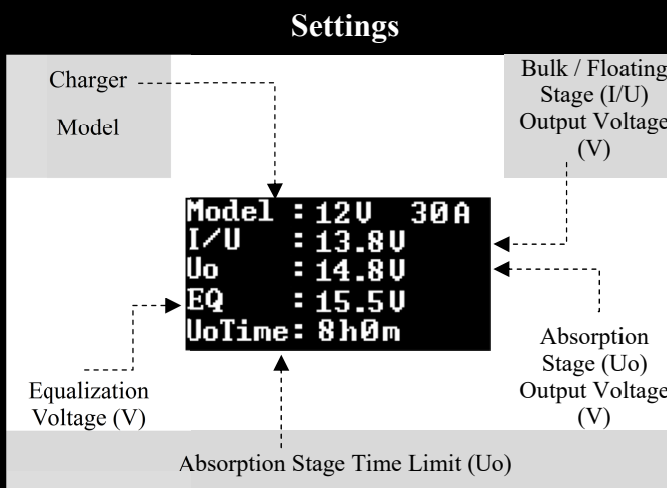 Settings
Charger
Model
Bulk / Floating
Stage (I/U)
Output Voltage
(V)
Model : 12V 30A
I/U : 13.8V
Uo : 14.8V
EQ : 15.5V
UoTime: 8h0m
Equalization
Voltage (V)
Absorption
Stage (Uo)
Output Voltage
(V)
Absorption Stage Time Limit (Uo)